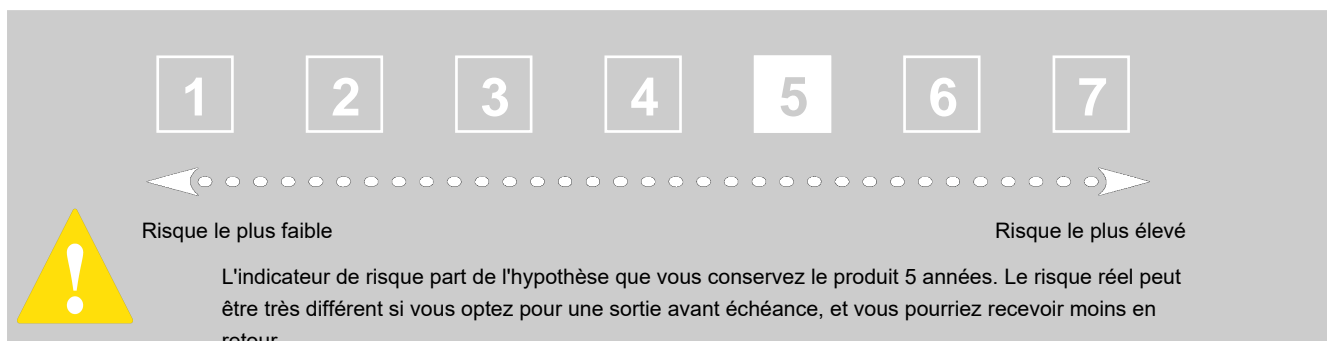 1 2 3 4 5 6 7
Risque le plus faible Risque le plus élevé
!
L'indicateur de risque part de l'hypothèse que vous conservez le produit 5 années. Le risque réel peut
être très différent si vous optez pour une sortie avant échéance, et vous pourriez recevoir moins en
retour